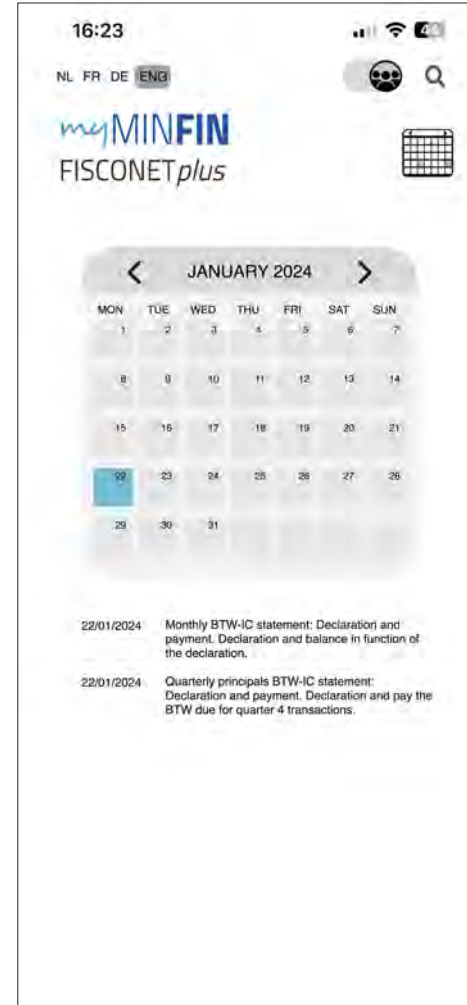 16:23
NL FR DE ENG
myMINFIN
FISCONETplus
JANUARY 2024
MON TUE WED THU FRI SAT SUN
1 2 3 4 5 6 7
8 9 10 11 12 13 14
15 16 17 18 19 20 21
22 23 24 25 26 27 28
29 30 31
22/01/2024 Monthly BTW-IC statement: Declaration and
payment. Declaration and balance in function of
the declaration.
22/01/2024 Quarterly principals BTW-IC statement:
Declaration and payment. Declaration and pay the
BTW due for quarter 4 transactions.